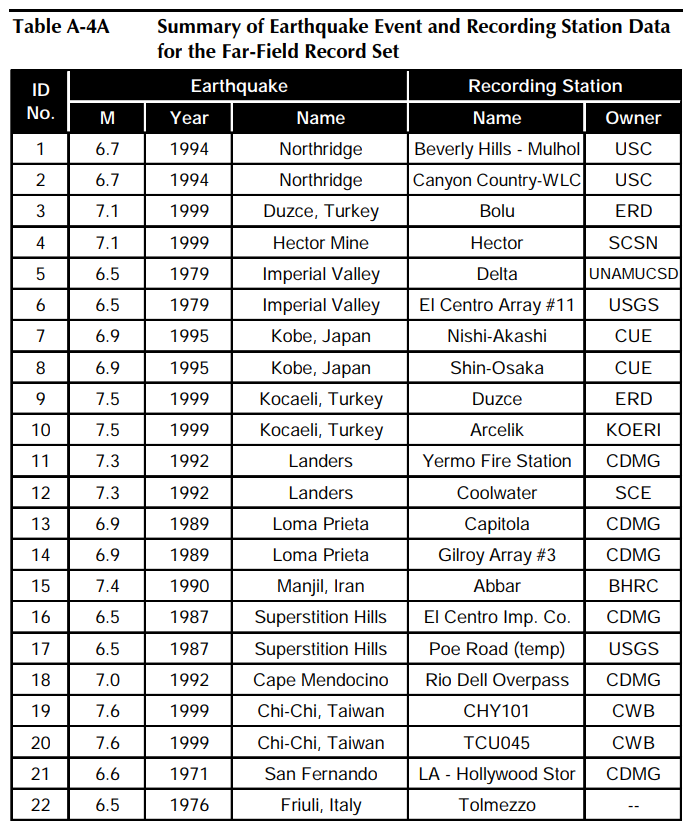 Table A-4A Summary of Earthquake Event and Recording Station Data
for the Far-Field Record Set
ID No. Earthquake Recording Station
M Year Name Name Owner
1 6.7 1994 Northridge Beverly Hills - Mulhol USC
2 6.7 1994 Northridge Canyon Country-WLC USC
3 7.1 1999 Duzce, Turkey Bolu ERD
4 7.1 1999 Hector Mine Hector SCSN
5 6.5 1979 Imperial Valley Delta UNAMUCSD
6 6.5 1979 Imperial Valley El Centro Array #11 USGS
7 6.9 1995 Kobe, Japan Nishi-Akashi CUE
8 6.9 1995 Kobe, Japan Shin-Osaka CUE
9 7.5 1999 Kocaeli, Turkey Duzce ERD
10 7.5 1999 Kocaeli, Turkey Arcelik KOERI
11 7.3 1992 Landers Yermo Fire Station CDMG
12 7.3 1992 Landers Coolwater SCE
13 6.9 1989 Loma Prieta Capitola CDMG
14 6.9 1989 Loma Prieta Gilroy Array #3 CDMG
15 7.4 1990 Manjil, Iran Abbar BHRC
16 6.5 1987 Superstition Hills El Centro Imp. Co. CDMG
17 6.5 1987 Superstition Hills Poe Road (temp) USGS
18 7.0 1992 Cape Mendocino Rio Dell Overpass CDMG
19 7.6 1999 Chi-Chi, Taiwan CHY101 CWB
20 7.6 1999 Chi-Chi, Taiwan TCU045 CWB
21 6.6 1971 San Fernando LA - Hollywood Stor CDMG
22 6.5 1976 Friuli, Italy Tolmezzo --